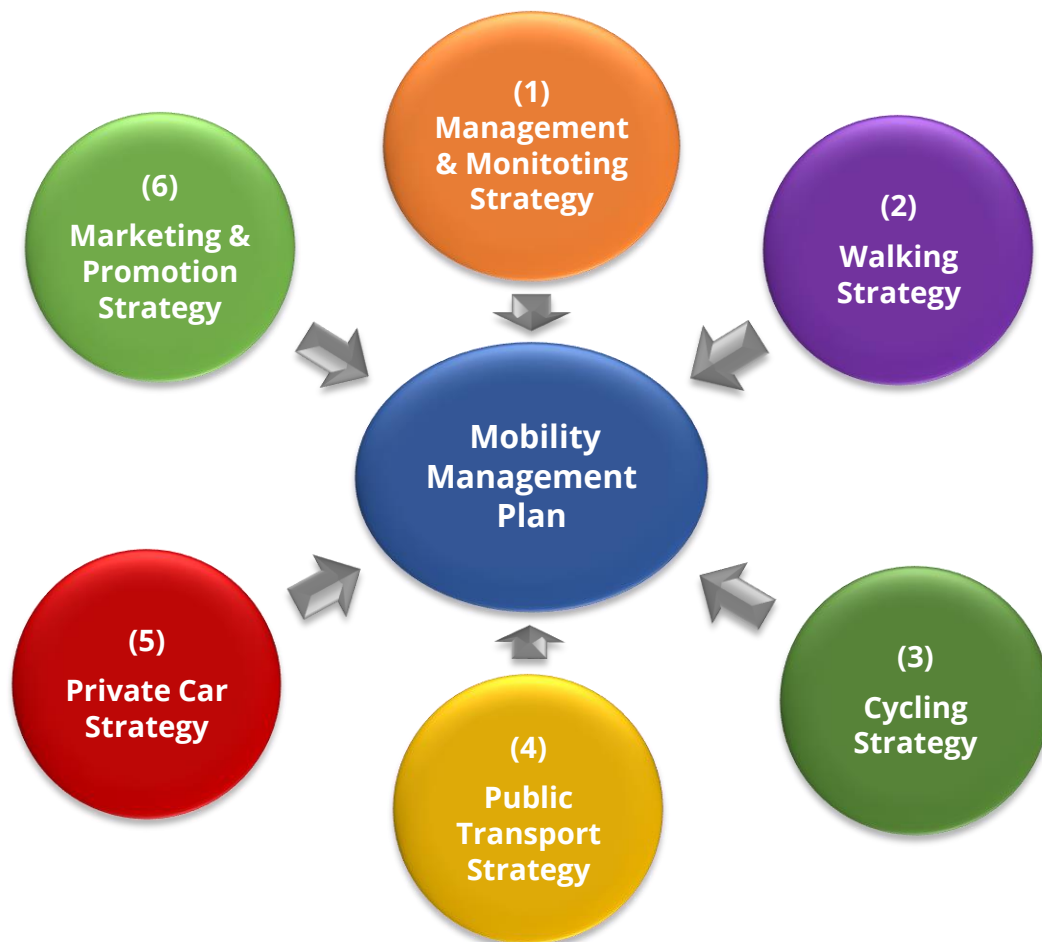 (1)
Management
& Monitoting
Strategy
(2)
Walking
Strategy
(3)
Cycling
Strategy
(4)
Public
Transport
Strategy
(5)
Private Car
Strategy
(6)
Marketing &
Promotion
Strategy
Mobility
Management
Plan